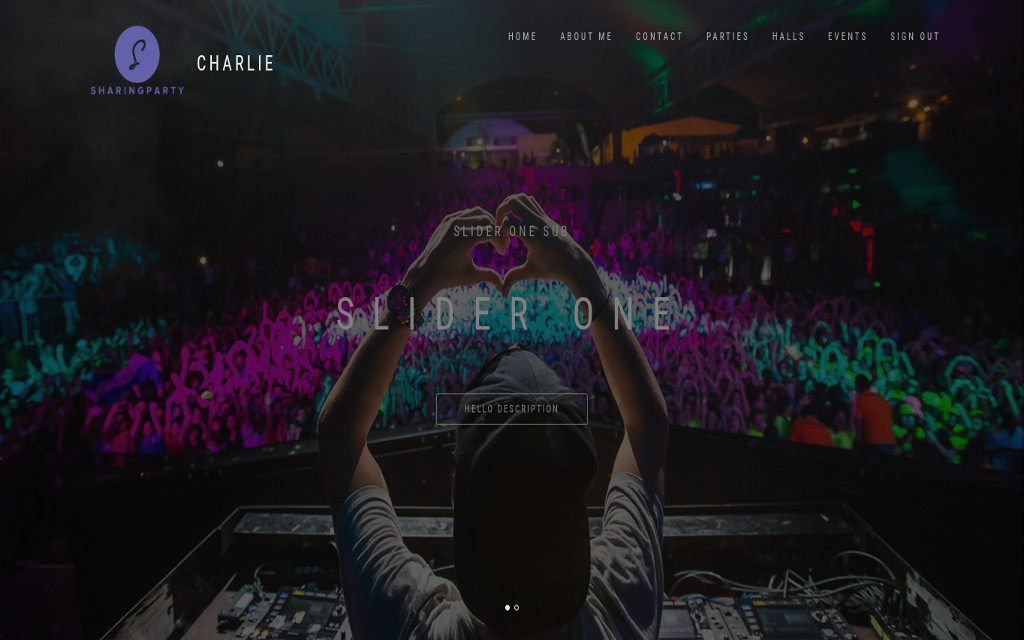 SHARINGPARTY
CHARLIE
HOME ABOUT ME CONTACT PARTIES HALLS EVENTS SIGN OUT
SLIDER ONE SUB
SLIDER ONE
HELLO DESCRIPTION